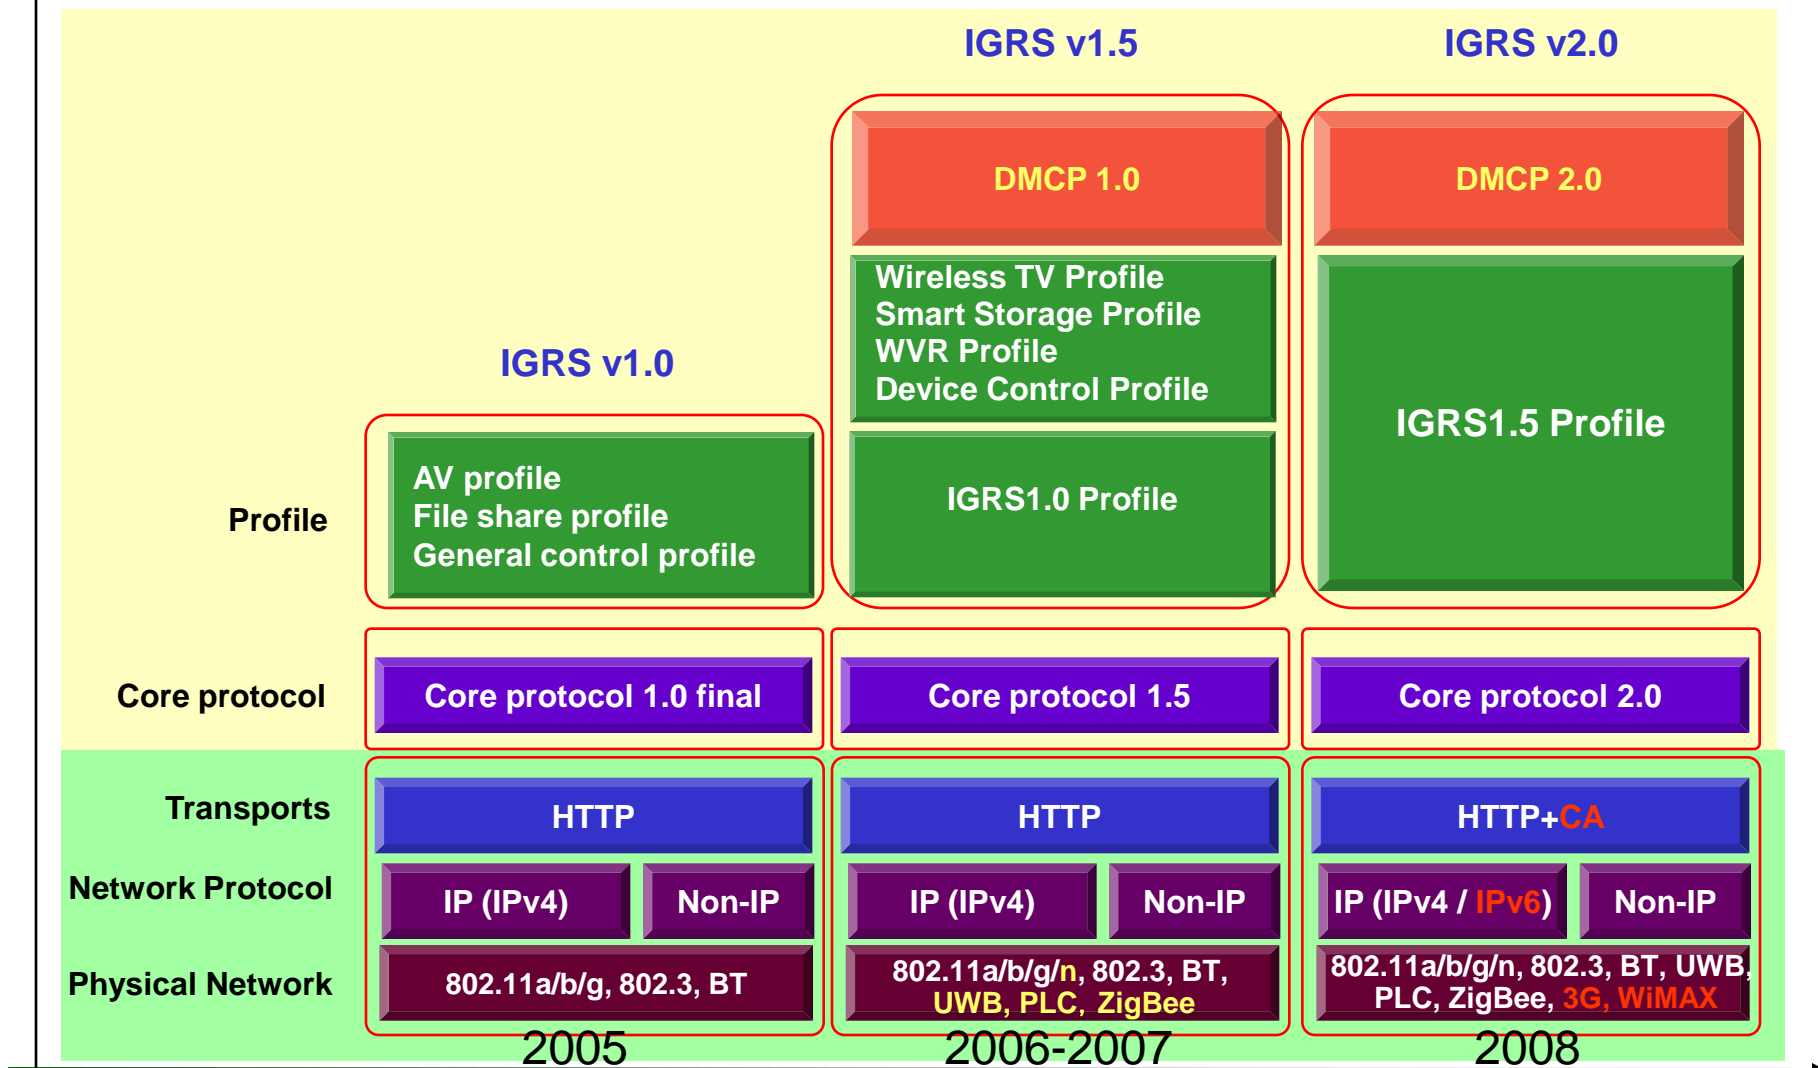 IGRS v1.5
IGRS v2.0
DMCP 1.0
DMCP 2.0
Wireless TV Profile
Smart Storage Profile
WVR Profile
Device Control Profile
IGRS v1.0
IGRS1.5 Profile
AV profile
File share profile
General control profile
IGRS1.0 Profile
Profile
Core protocol
Core protocol 1.0 final
Core protocol 1.5
Core protocol 2.0
Transports
HTTP
HTTP
HTTP+CA
Network Protocol
IP (IPv4)
Non-IP
IP (IPv4)
Non-IP
IP (IPv4 / IPv6)
Non-IP
Physical Network
802.11a/b/g, 802.3, BT
802.11a/b/g/n, 802.3, BT,
UWB, PLC, ZigBee
802.11a/b/g/n, 802.3, BT, UWB,
PLC, ZigBee, 3G, WiMAX
2005
2006-2007
2008